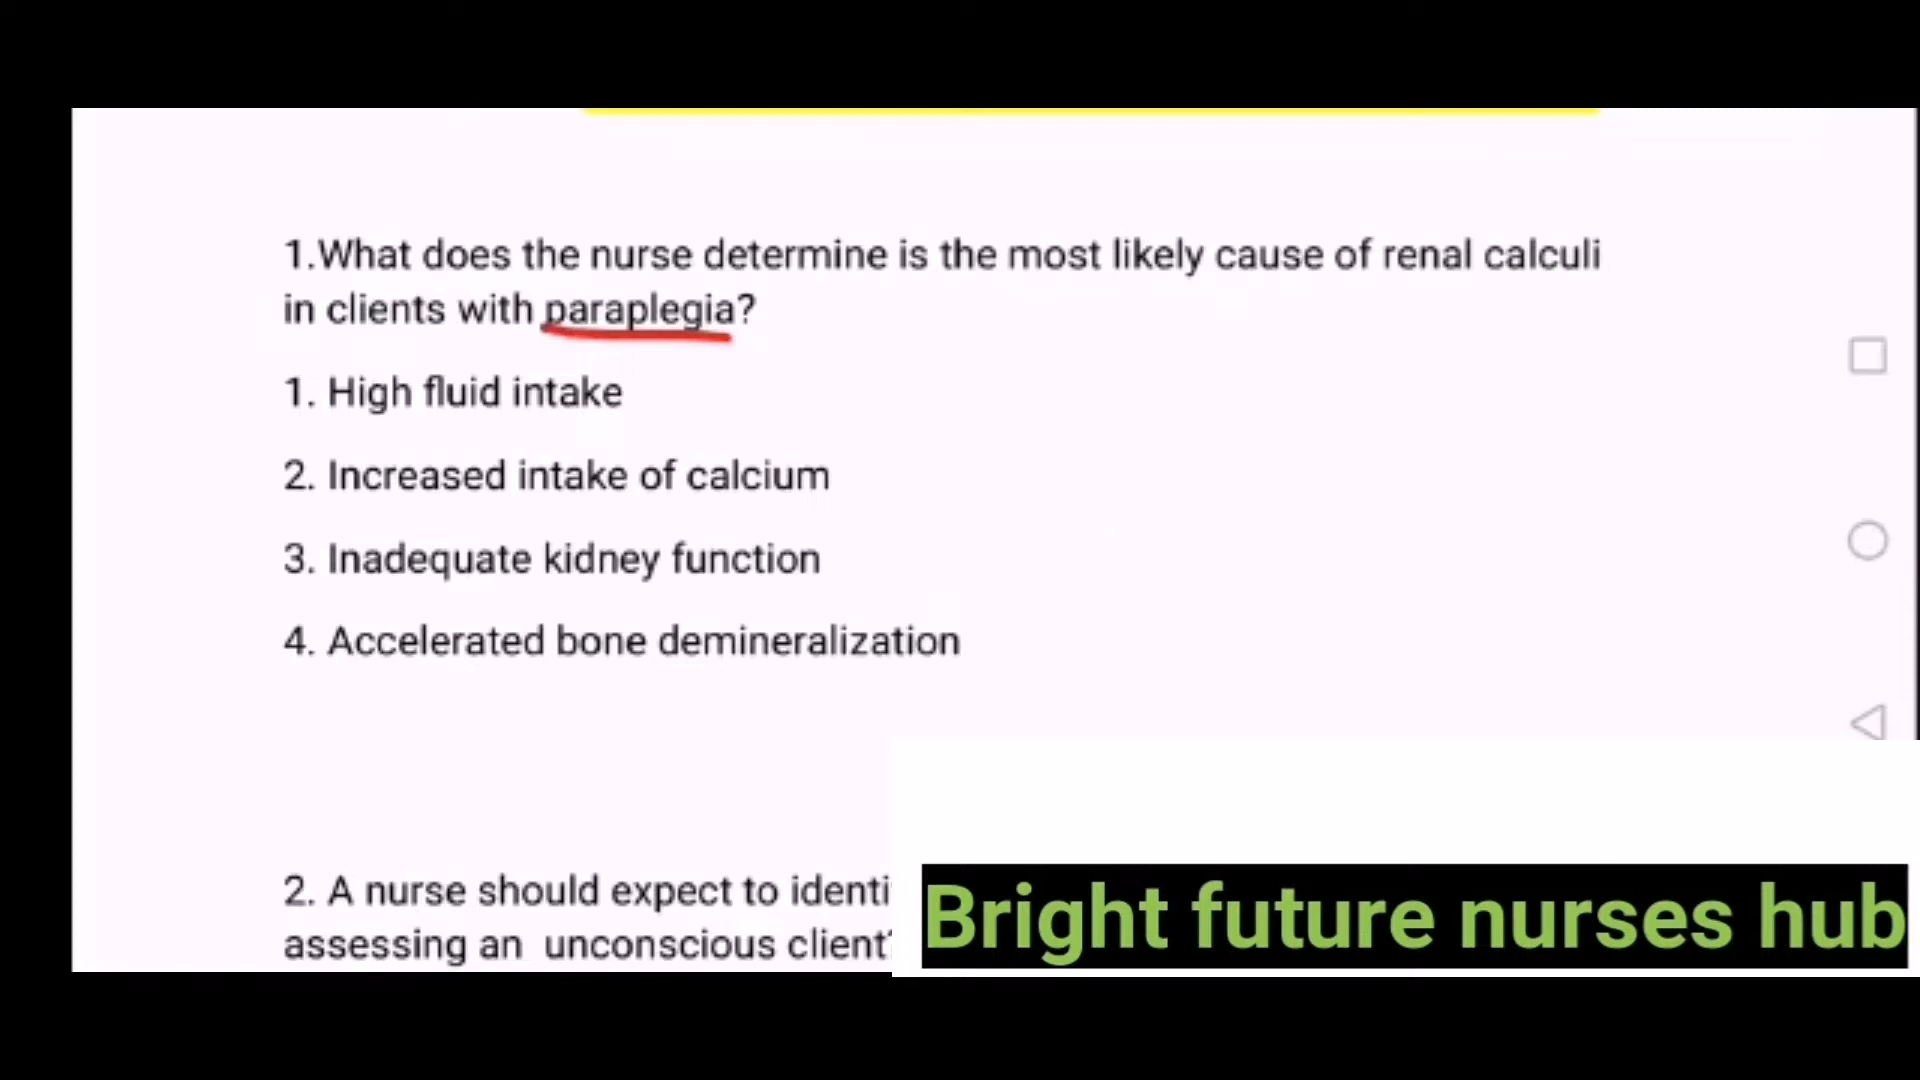 1.What does the nurse determine is the most likely cause of renal calculi
in clients with paraplegia?
1. High fluid intake
2. Increased intake of calcium
3. Inadequate kidney function
4. Accelerated bone demineralization
2. A nurse should expect to
assessing an unconscious client?
Bright future nurses hub